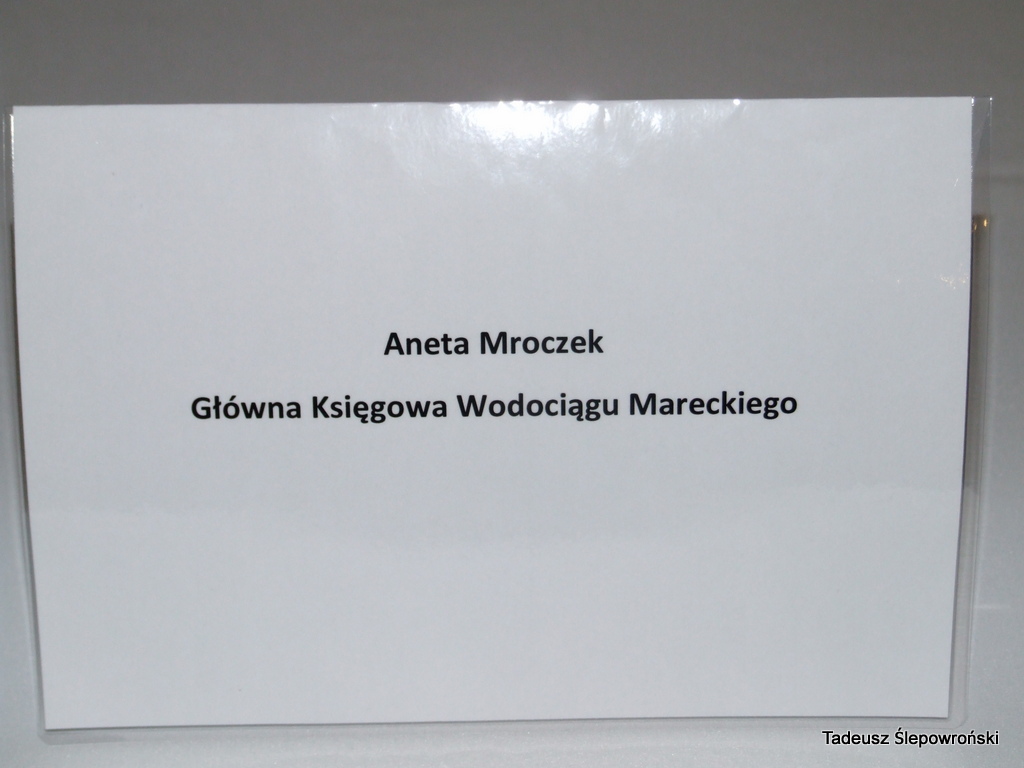 Aneta Mroczek
Główna Księgowa Wodociągu Mareckiego
Tadeusz Ślepowroński